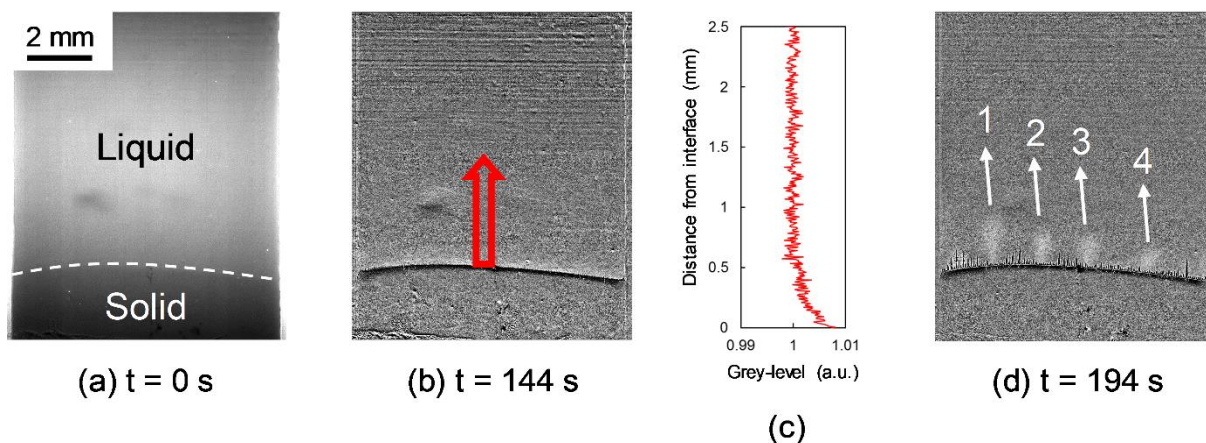 2 mm
Liquid
Solid
(a) t = 0 s
(b) t = 144 s
Distance from interface (mm)
2.5
2
1.5
1
0.5
0
0.99
1
1.01
Grey-level (a.u.)
(c)
1
2
3
4
(d) t = 194 s